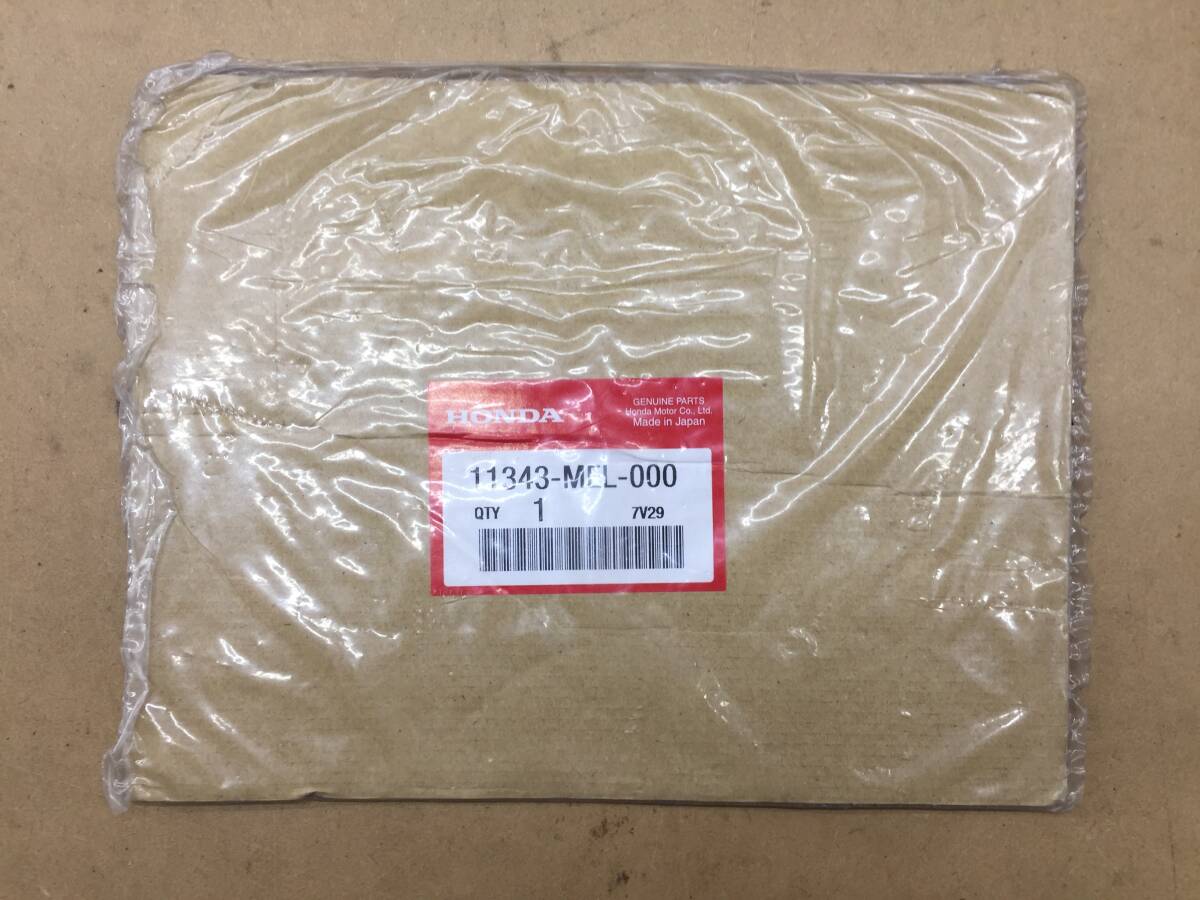 HONDA
GENUINE PARTS
Honda Motor Co., Ltd.
Made in Japan
11343-MEL-000
QTY 1 7V29